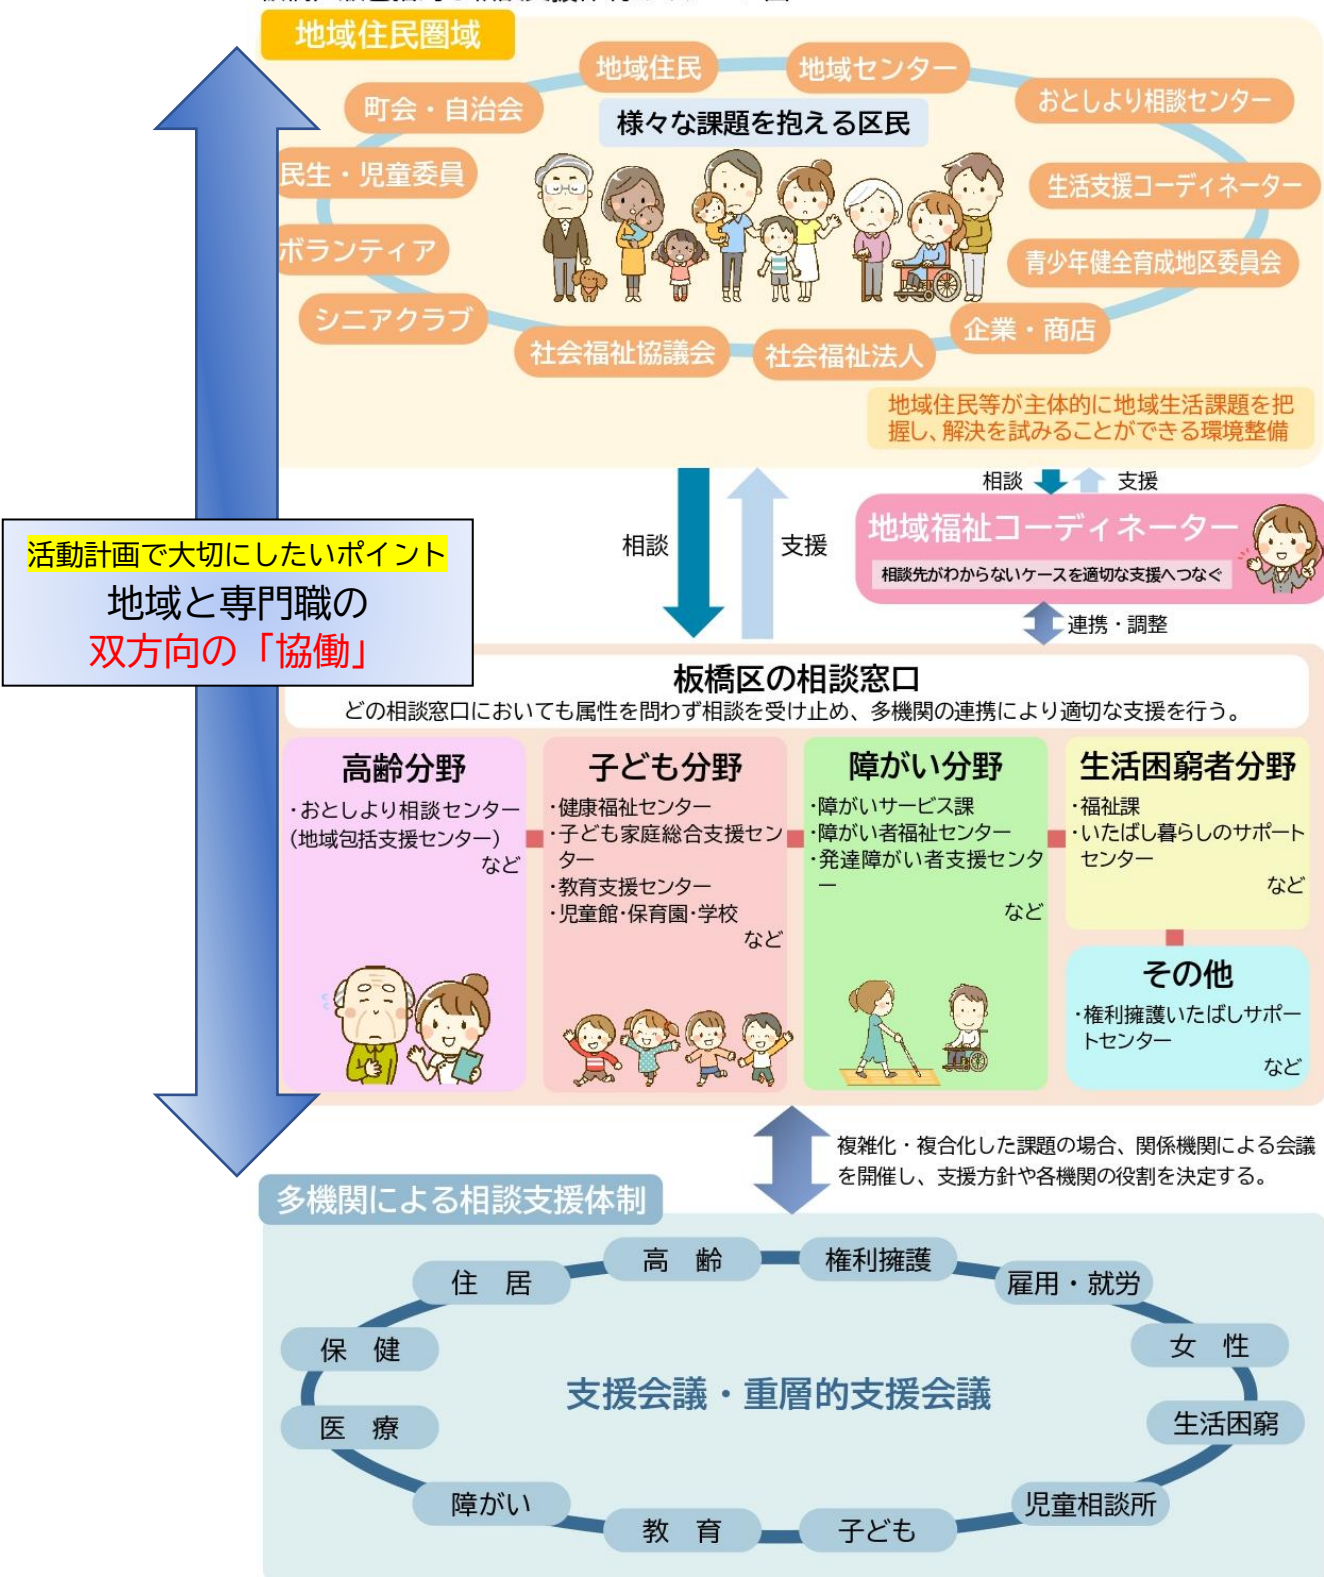 地域住民圏域
地域住民
地域センター
町会・自治会
おとしより相談センター
様々な課題を抱える区民
民生・児童委員
生活支援コーディネーター
ボランティア
青少年健全育成地区委員会
シニアクラブ
企業・商店
社会福祉協議会
社会福祉法人
地域住民等が主体的に地域生活課題を把
握し、解決を試みることができる環境整備
相談
支援
相談
支援
地域福祉コーディネーター
相談先がわからないケースを適切な支援へつなぐ
連携・調整
活動計画で大切にしたいポイント
地域と専門職の
双方向の「協働」
板橋区の相談窓口
どの相談窓口においても属性を問わず相談を受け止め、多機関の連携により適切な支援を行う。
高齢分野
・おとしより相談センター
(地域包括支援センター)
など
子ども分野
・健康福祉センター
・子ども家庭総合支援セン
ター
・教育支援センター
・児童館・保育園・学校
など
障がい分野
・障がいサービス課
・障がい者福祉センター
・発達障がい者支援センタ
ー
など
生活困窮者分野
・福祉課
・いたばし暮らしのサポート
センター
など
その他
・権利擁護いたばしサポー
トセンター
など
複雑化・複合化した課題の場合、関係機関による会議
を開催し、支援方針や各機関の役割を決定する。
多機関による相談支援体制
高　齢
権利擁護
住　居
雇用・就労
保　健
女　性
支援会議・重層的支援会議
医　療
生活困窮
障がい
児童相談所
教　育
子ども